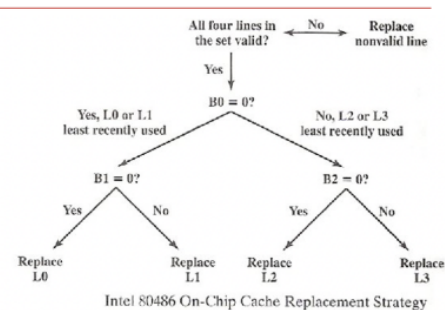 All four lines in
the set valid?
No
Replace
nonvalid line
Yes
B0 = 0?
Yes, L0 or L1
least recently used
No, L2 or L3
least recently used
B1 = 0?
B2 = 0?
Yes
No
Yes
No
Replace
L0
Replace
L1
Replace
L2
Replace
L3
Intel 80486 On-Chip Cache Replacement Strategy